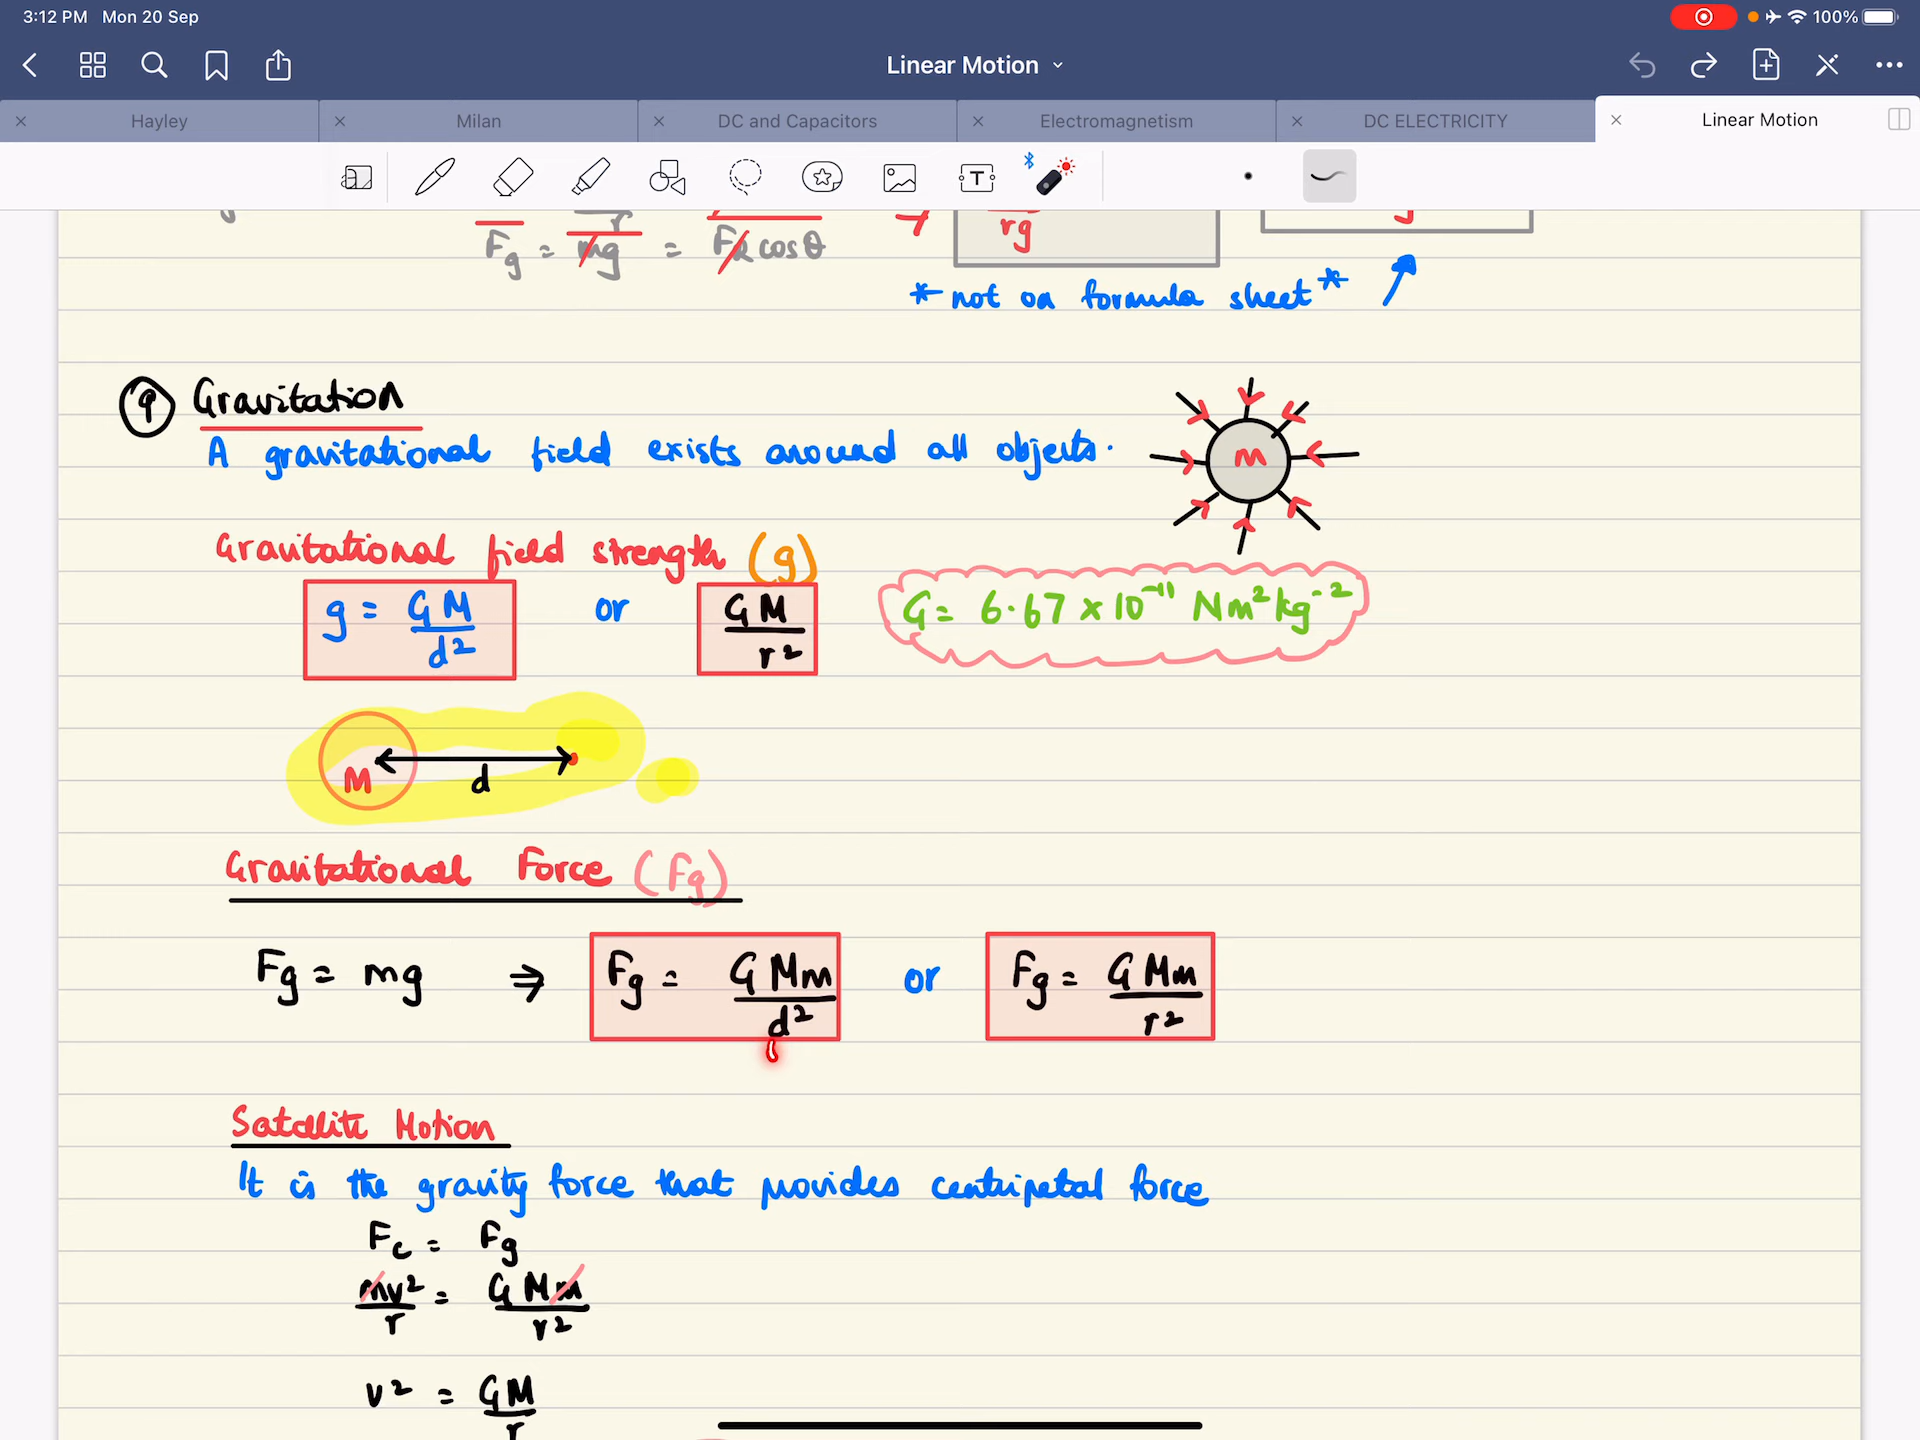 3:12 PM Mon 20 Sep 100%
Linear Motion
Hayley Milan DC and Capacitors Electromagnetism DC ELECTRICITY Linear Motion
r
Fg = mg = FR cosθ
rg
g
* not on formula sheet *
9 Gravitation
A gravitational field exists around all objects.
M
Gravitational field strength (g)
g = GM/d² or GM/r²
G = 6.67 × 10⁻¹¹ Nm²kg⁻²
M d
Gravitational Force (Fg)
Fg = mg ⇒ Fg = GMm/d² or Fg = GMm/r²
Satellite Motion
It is the gravity force that provides centripetal force
Fc = Fg
mv²/r = GMm/r²
v² = GM/r